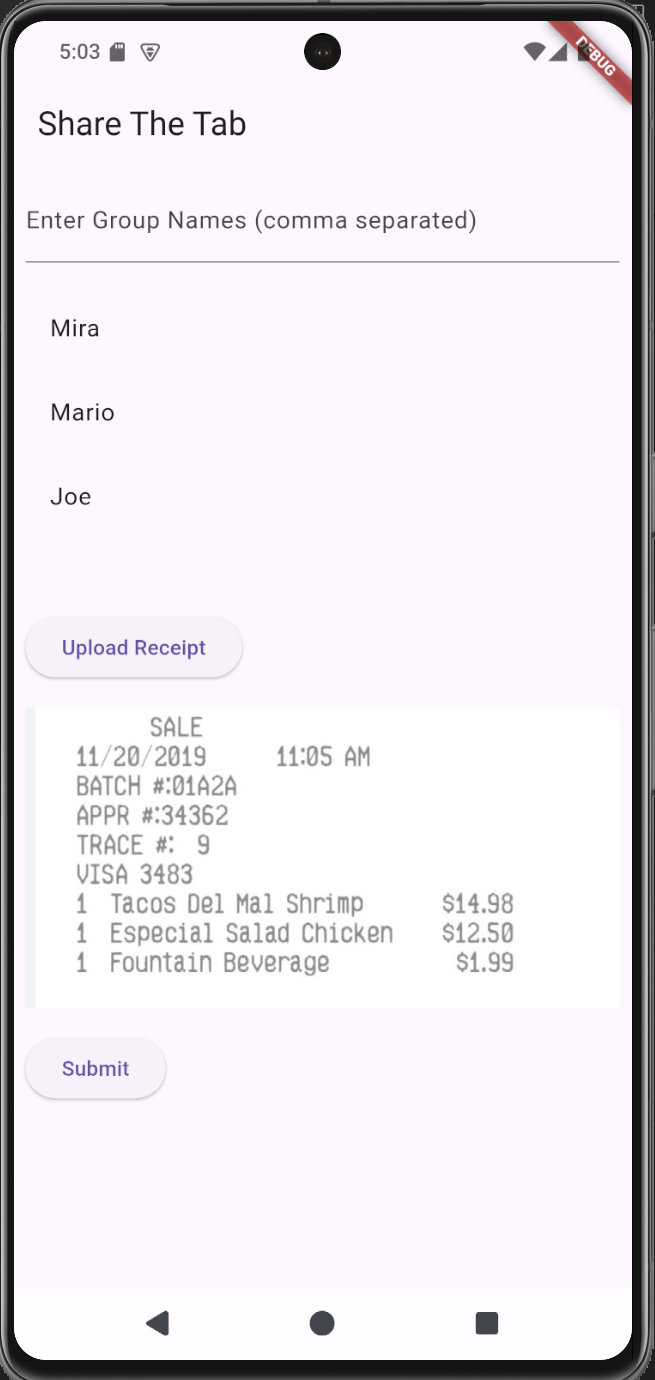 5:03
DEBUG
Share The Tab
Enter Group Names (comma separated)
Mira
Mario
Joe
Upload Receipt
SALE
11/20/2019 11:05 AM
BATCH #:01A2A
APPR #:34362
TRACE #: 9
VISA 3483
1 Tacos Del Mal Shrimp $14.98
1 Especial Salad Chicken $12.50
1 Fountain Beverage $1.99
Submit